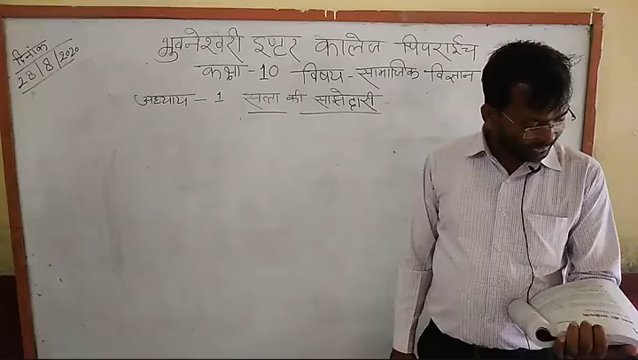 दिनांक
28/8/2020
भुवनेश्वरी इण्टर कालेज पिपराईच
कक्षा - 10 विषय - सामाजिक विज्ञान
अध्याय - 1 सत्ता की साझेदारी